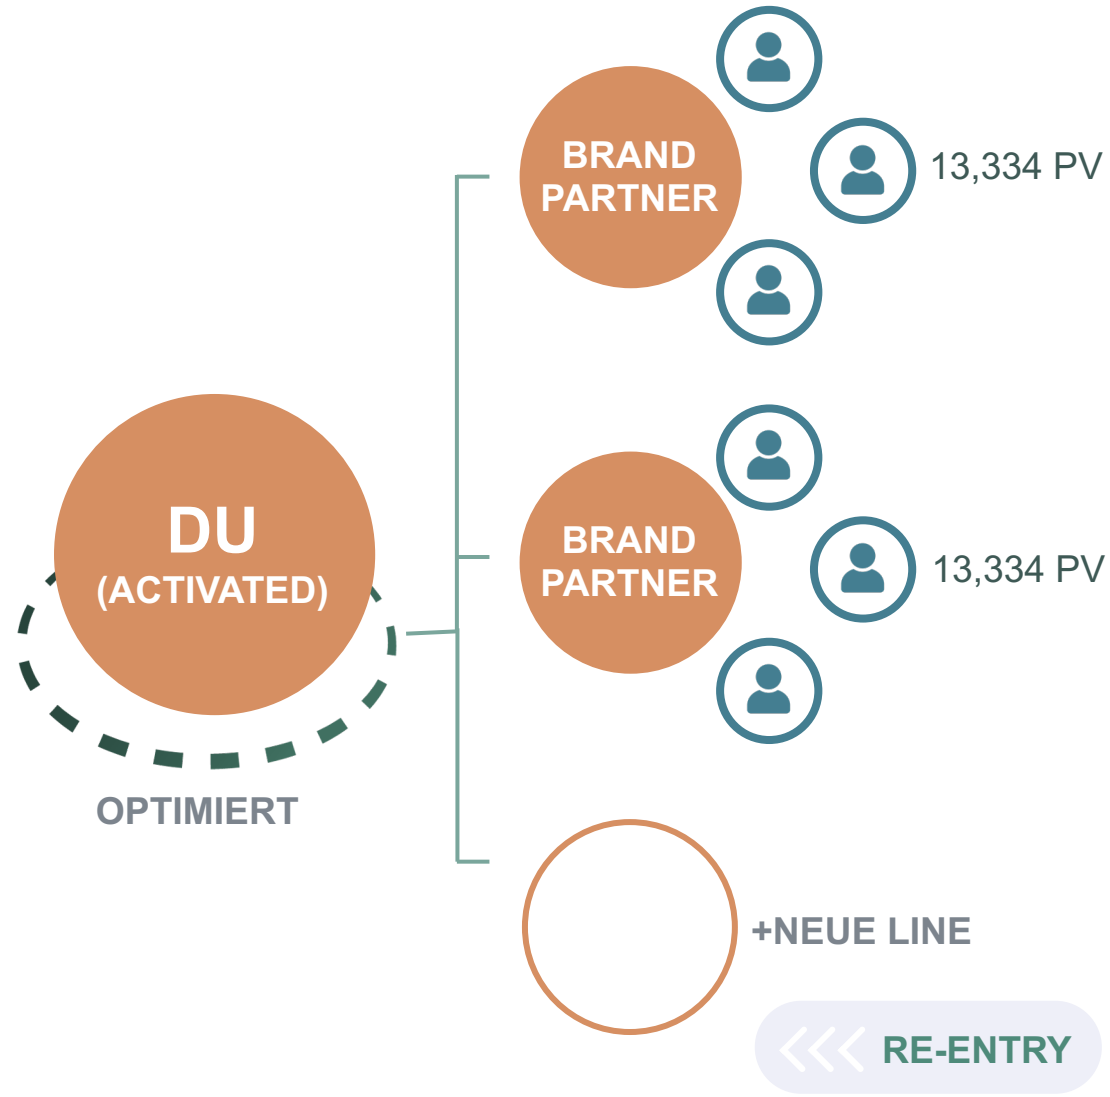 BRAND
PARTNER
13,334 PV
DU
(ACTIVATED)
OPTIMIERT
BRAND
PARTNER
13,334 PV
+NEUE LINE
RE-ENTRY